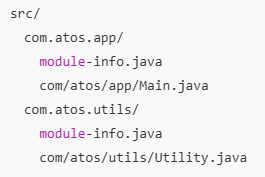 src/
  com.atos.app/
    module-info.java
    com/atos/app/Main.java
  com.atos.utils/
    module-info.java
    com/atos/utils/Utility.java